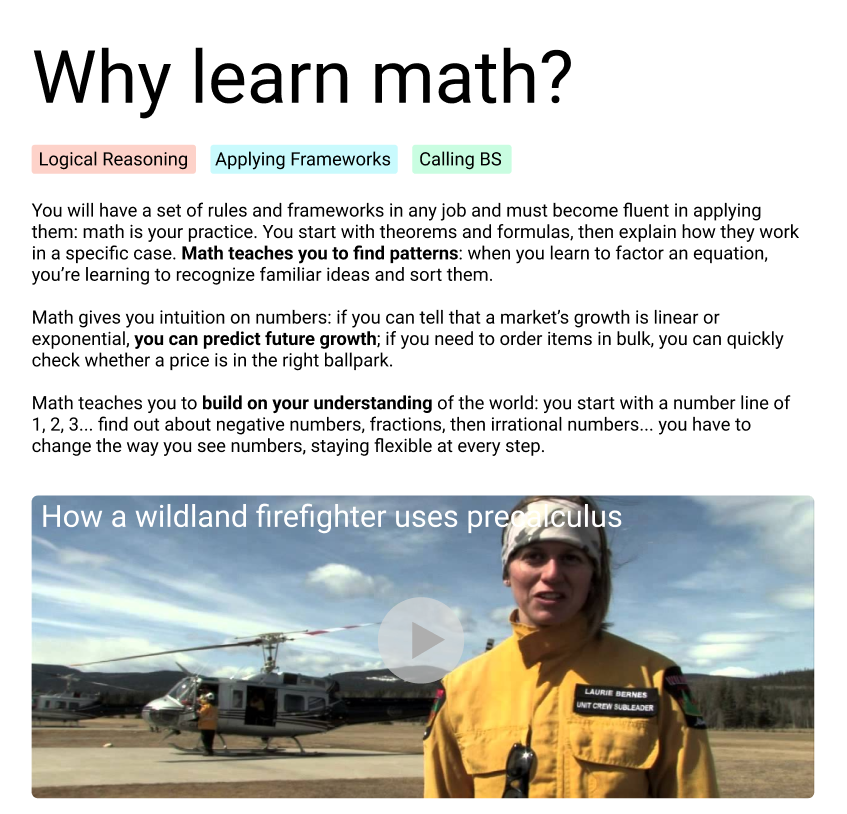 Why learn math?
Logical Reasoning Applying Frameworks Calling BS
You will have a set of rules and frameworks in any job and must become fluent in applying
them: math is your practice. You start with theorems and formulas, then explain how they work
in a specific case. Math teaches you to find patterns: when you learn to factor an equation,
you're learning to recognize familiar ideas and sort them.
Math gives you intuition on numbers: if you can tell that a market's growth is linear or
exponential, you can predict future growth; if you need to order items in bulk, you can quickly
check whether a price is in the right ballpark.
Math teaches you to build on your understanding of the world: you start with a number line of
1, 2, 3... find out about negative numbers, fractions, then irrational numbers... you have to
change the way you see numbers, staying flexible at every step.
How a wildland firefighter uses precalculus
LAURIE BERNES
UNIT CREW SUBLEADER